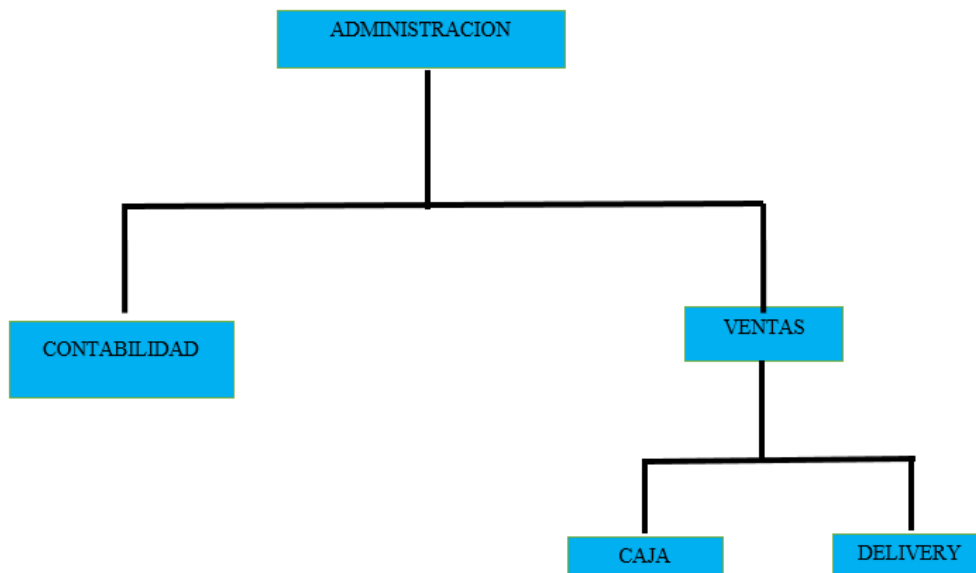 ADMINISTRACION
CONTABILIDAD
VENTAS
CAJA
DELIVERY